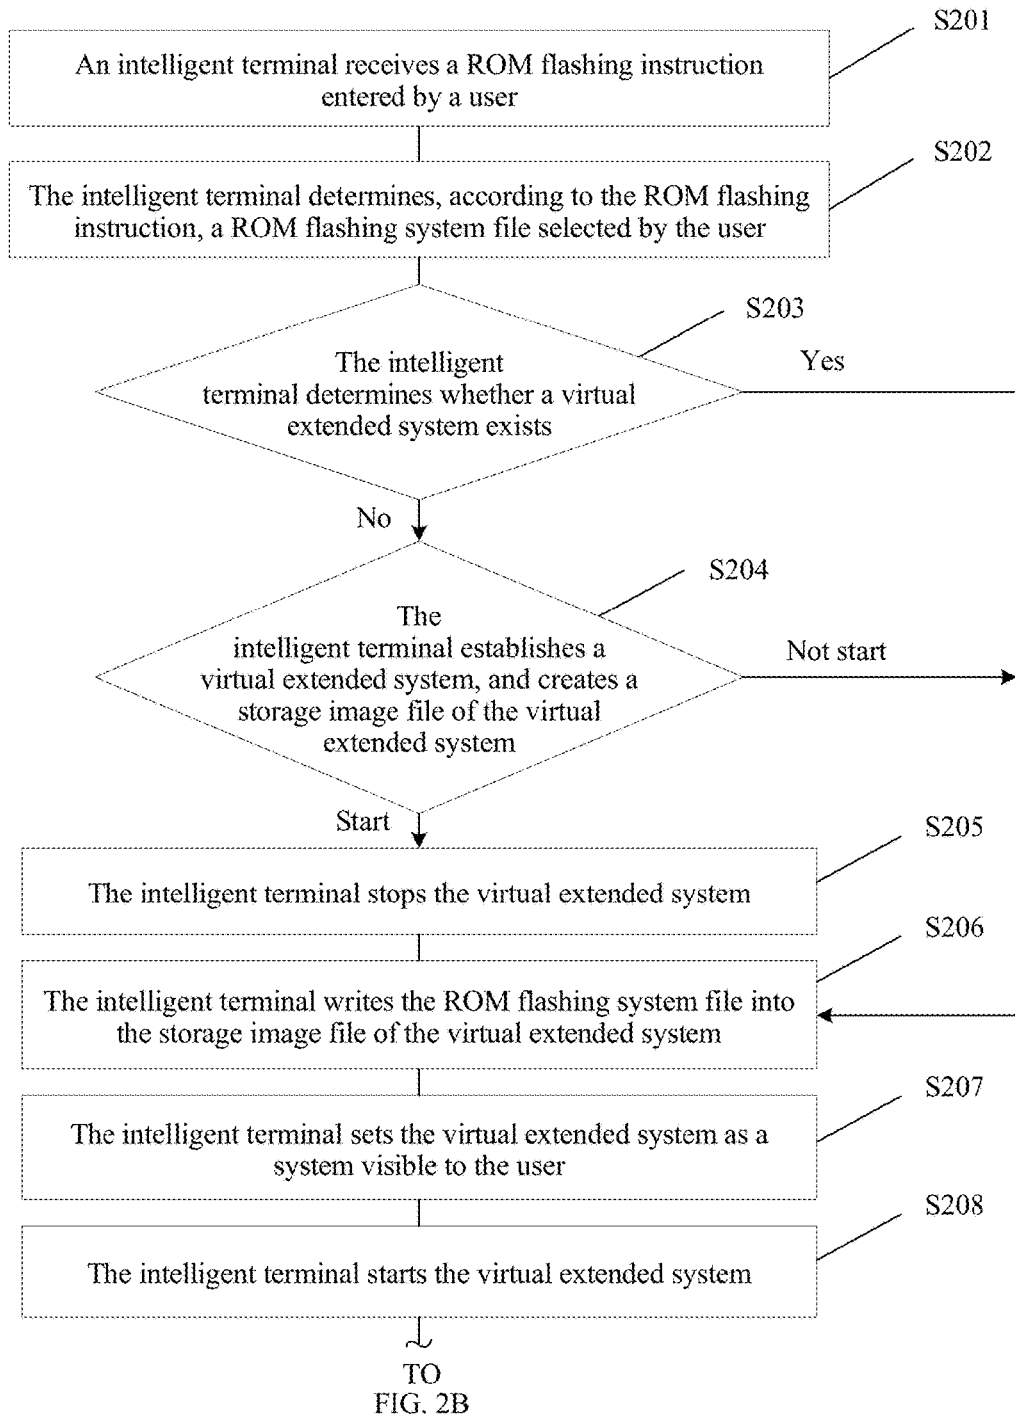 S201
An intelligent terminal receives a ROM flashing instruction
entered by a user
S202
The intelligent terminal determines, according to the ROM flashing
instruction, a ROM flashing system file selected by the user
S203
The intelligent
terminal determines whether a virtual
extended system exists
Yes
No
S204
The
intelligent terminal establishes a
virtual extended system, and creates a
storage image file of the virtual
extended system
Not start
Start
S205
The intelligent terminal stops the virtual extended system
S206
The intelligent terminal writes the ROM flashing system file into
the storage image file of the virtual extended system
S207
The intelligent terminal sets the virtual extended system as a
system visible to the user
S208
The intelligent terminal starts the virtual extended system
TO
FIG. 2B